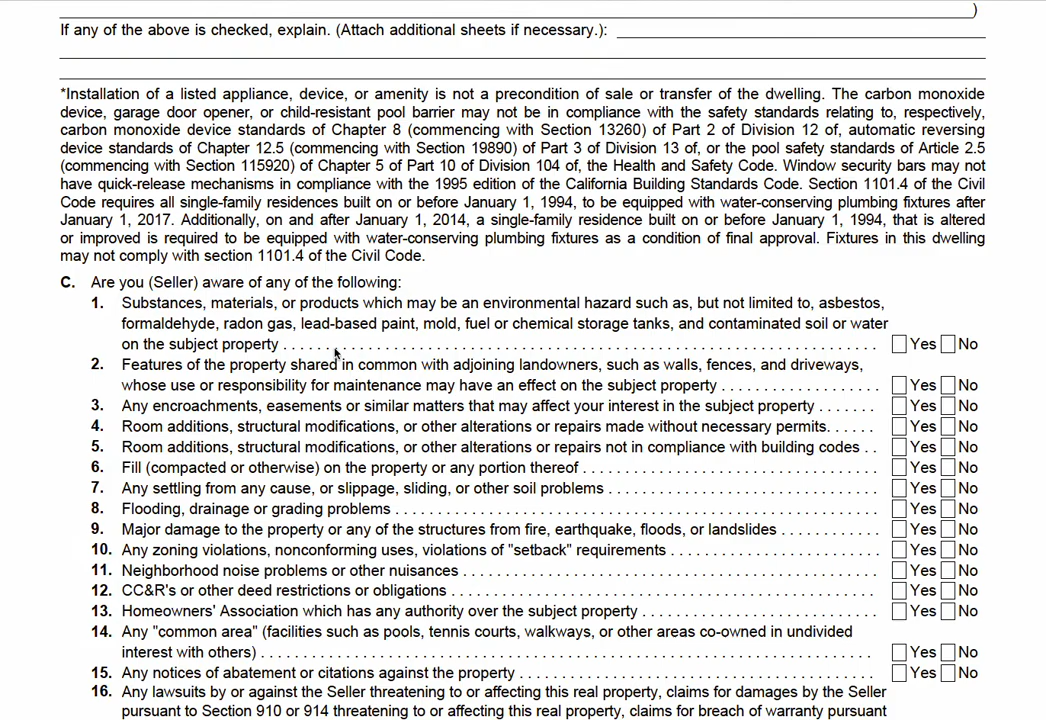 )
If any of the above is checked, explain. (Attach additional sheets if necessary.):
*Installation of a listed appliance, device, or amenity is not a precondition of sale or transfer of the dwelling. The carbon monoxide
device, garage door opener, or child-resistant pool barrier may not be in compliance with the safety standards relating to, respectively,
carbon monoxide device standards of Chapter 8 (commencing with Section 13260) of Part 2 of Division 12 of, automatic reversing
device standards of Chapter 12.5 (commencing with Section 19890) of Part 3 of Division 13 of, or the pool safety standards of Article 2.5
(commencing with Section 115920) of Chapter 5 of Part 10 of Division 104 of, the Health and Safety Code. Window security bars may not
have quick-release mechanisms in compliance with the 1995 edition of the California Building Standards Code. Section 1101.4 of the Civil
Code requires all single-family residences built on or before January 1, 1994, to be equipped with water-conserving plumbing fixtures after
January 1, 2017. Additionally, on and after January 1, 2014, a single-family residence built on or before January 1, 1994, that is altered
or improved is required to be equipped with water-conserving plumbing fixtures as a condition of final approval. Fixtures in this dwelling
may not comply with section 1101.4 of the Civil Code.
C. Are you (Seller) aware of any of the following:
1. Substances, materials, or products which may be an environmental hazard such as, but not limited to, asbestos,
formaldehyde, radon gas, lead-based paint, mold, fuel or chemical storage tanks, and contaminated soil or water
on the subject property . . . . . . . . . . Yes No
2. Features of the property shared in common with adjoining landowners, such as walls, fences, and driveways,
whose use or responsibility for maintenance may have an effect on the subject property . . . . . . . . . . Yes No
3. Any encroachments, easements or similar matters that may affect your interest in the subject property . . . . . . . Yes No
4. Room additions, structural modifications, or other alterations or repairs made without necessary permits. . . . . . Yes No
5. Room additions, structural modifications, or other alterations or repairs not in compliance with building codes . . Yes No
6. Fill (compacted or otherwise) on the property or any portion thereof . . . . . . . . . . Yes No
7. Any settling from any cause, or slippage, sliding, or other soil problems . . . . . . . . . . Yes No
8. Flooding, drainage or grading problems . . . . . . . . . . Yes No
9. Major damage to the property or any of the structures from fire, earthquake, floods, or landslides . . . . . . . . . . Yes No
10. Any zoning violations, nonconforming uses, violations of "setback" requirements . . . . . . . . . . Yes No
11. Neighborhood noise problems or other nuisances . . . . . . . . . . Yes No
12. CC&R's or other deed restrictions or obligations . . . . . . . . . . Yes No
13. Homeowners' Association which has any authority over the subject property . . . . . . . . . . Yes No
14. Any "common area" (facilities such as pools, tennis courts, walkways, or other areas co-owned in undivided
interest with others) . . . . . . . . . . Yes No
15. Any notices of abatement or citations against the property . . . . . . . . . . Yes No
16. Any lawsuits by or against the Seller threatening to or affecting this real property, claims for damages by the Seller
pursuant to Section 910 or 914 threatening to or affecting this real property, claims for breach of warranty pursuant